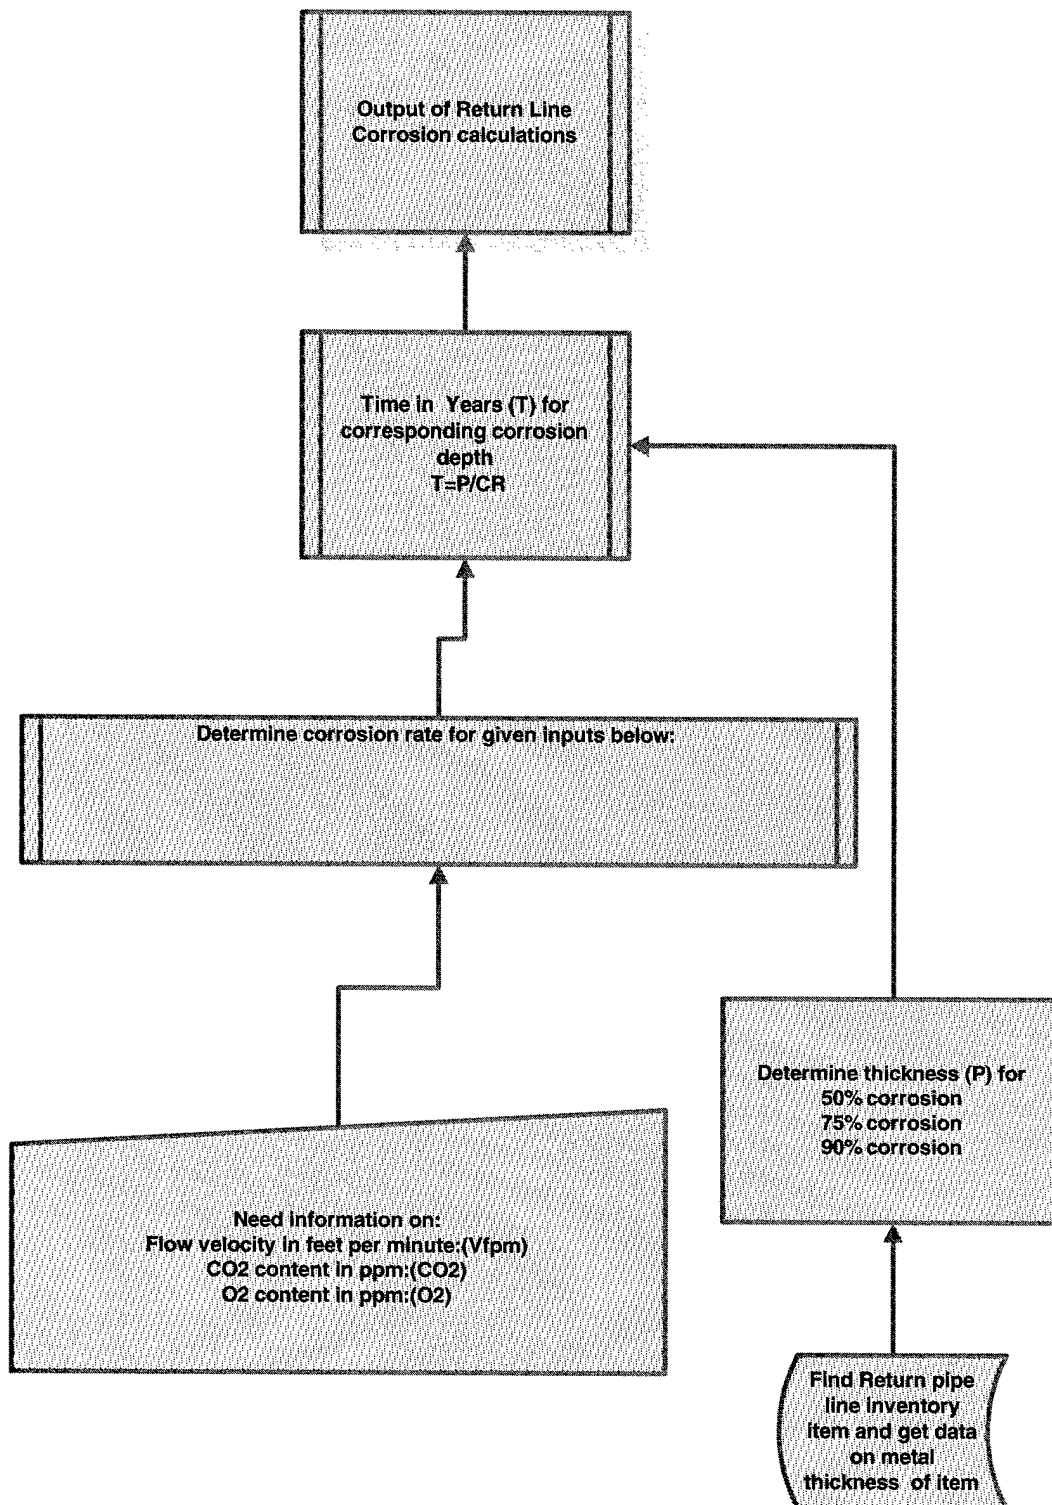 Output of Return Line
Corrosion calculations
Time in Years (T) for
corresponding corrosion
depth
T=P/CR
Determine corrosion rate for given inputs below:
Determine thickness (P) for
50% corrosion
75% corrosion
90% corrosion
Need Information on:
Flow velocity in feet per minute:(Vfpm)
CO2 content in ppm:(CO2)
O2 content in ppm:(O2)
Find Return pipe
line inventory
item and get data
on metal
thickness of item